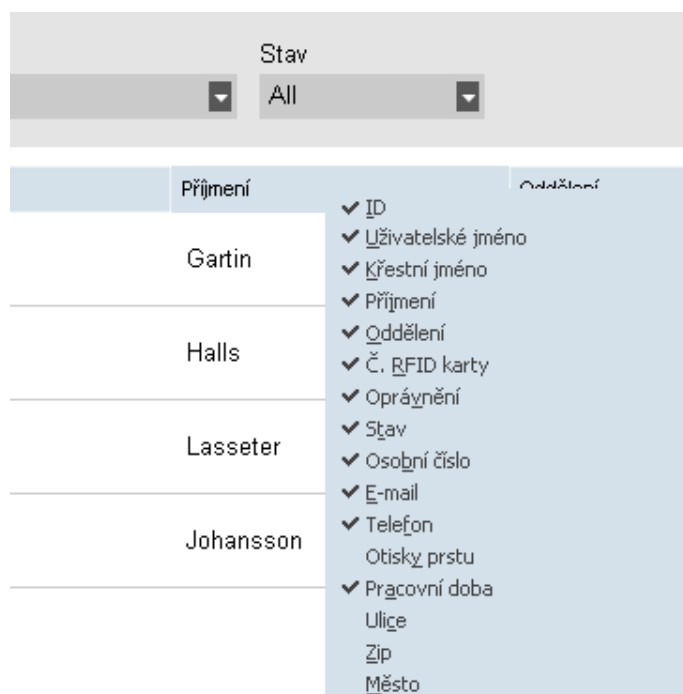 Stav
All
Příjmení
Oddělení
Gartin
Halls
Lasseter
Johansson
ID
Uživatelské jméno
Křestní jméno
Příjmení
Oddělení
Č. RFID karty
Oprávnění
Stav
Osobní číslo
E-mail
Telefon
Otisky prstu
Pracovní doba
Ulice
Zip
Město